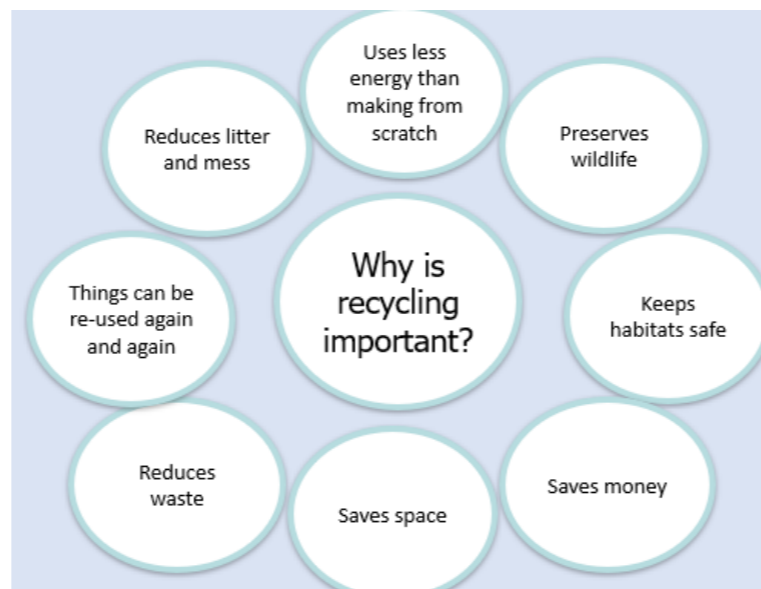 Uses less
energy than
making from
scratch
Preserves
wildlife
Keeps
habitats safe
Saves money
Saves space
Reduces
waste
Things can be
re-used again
and again
Reduces litter
and mess
Why is
recycling
important?